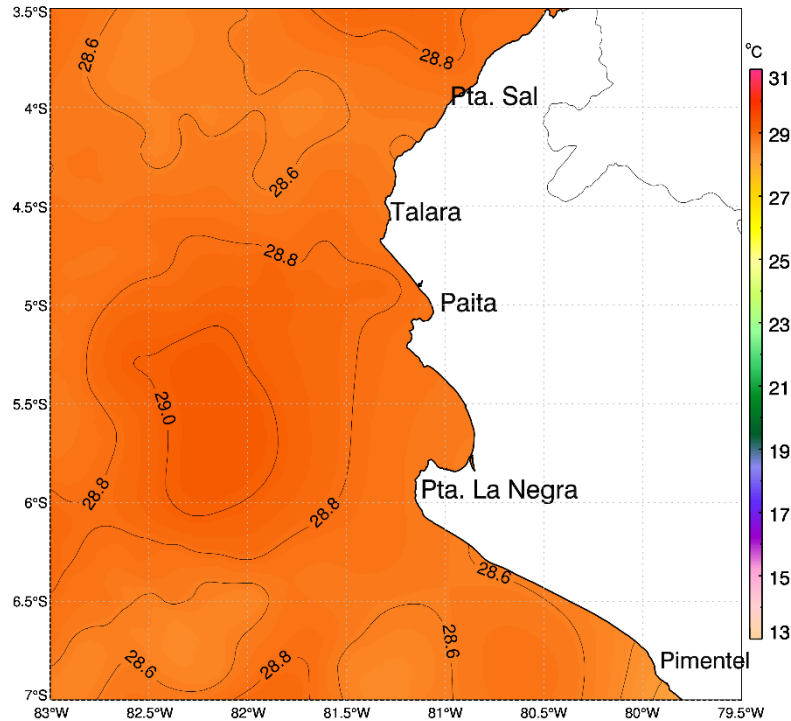 3.5°S
28.6
28.8
°C
31
4°S
Pta. Sal
29
28.6
27
4.5°S
Talara
28.8
25
5°S
Paita
23
21
5.5°S
29.0
19
28.8
28.8
6°S
Pta. La Negra
17
28.6
15
6.5°S
28.6
28.6
28.8
Pimentel
13
7°S
83°W
82.5°W
82°W
81.5°W
81°W
80.5°W
80°W
79.5°W